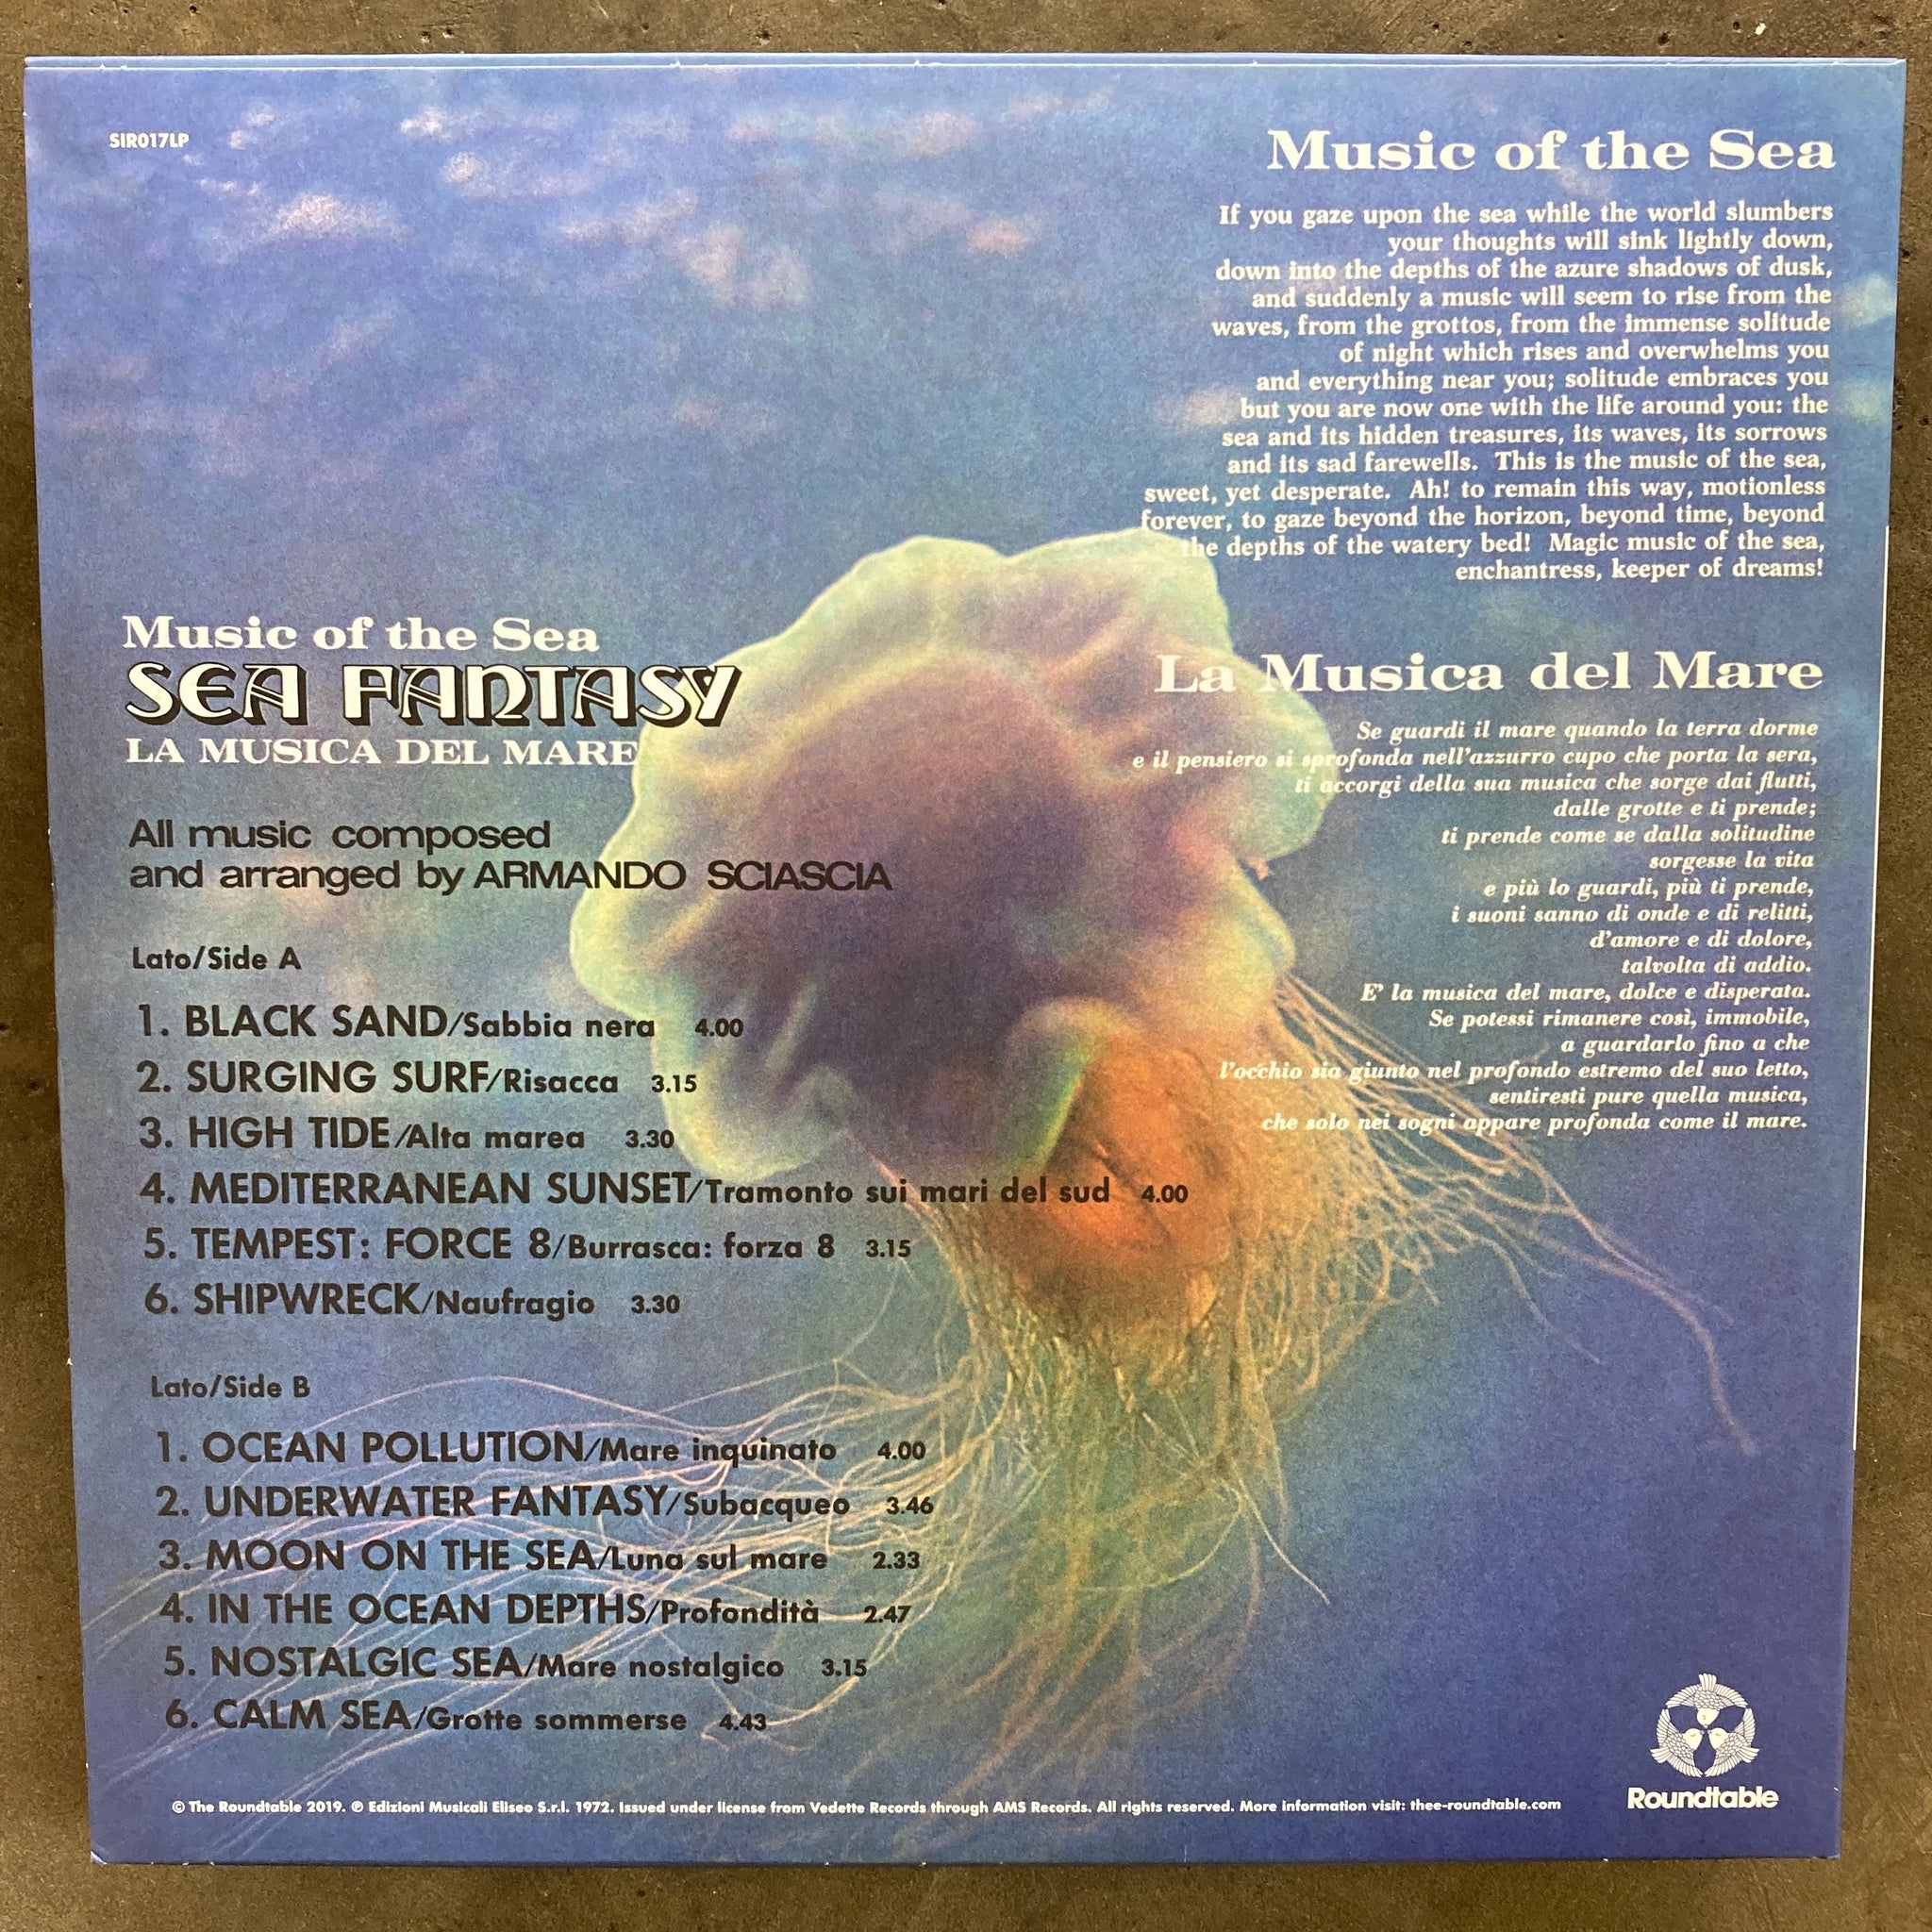 SIR017LP
Music of the Sea
If you gaze upon the sea while the world slumbers
your thoughts will sink lightly down,
down into the depths of the azure shadows of dusk,
and suddenly a music will seem to rise from the
waves, from the grottos, from the immense solitude
of night which rises and overwhelms you
and everything near you; solitude embraces you
but you are now one with the life around you: the
sea and its hidden treasures, its waves, its sorrows
and its sad farewells. This is the music of the sea,
sweet, yet desperate. Ah! to remain this way, motionless
forever, to gaze beyond the horizon, beyond time, beyond
the depths of the watery bed! Magic music of the sea,
enchantress, keeper of dreams!
La Musica del Mare
Se guardi il mare quando la terra dorme
e il pensiero si sprofonda nell'azzurro cupo che porta la sera,
ti accorgi della sua musica che sorge dai flutti,
dalle grotte e ti prende;
ti prende come se dalla solitudine
sorgesse la vita
e più lo guardi, più ti prende,
i suoni sanno di onde e di relitti,
d'amore e di dolore,
talvolta di addio.
E' la musica del mare, dolce e disperata.
Se potessi rimanere così, immobile,
a guardarlo fino a che
l'occhio sia giunto nel profondo estremo del suo letto,
sentiresti pure quella musica,
che solo nei sogni appare profonda come il mare.
Music of the Sea
SEA FANTASY
LA MUSICA DEL MARE
All music composed
and arranged by ARMANDO SCIASCIA
Lato/Side A
1. BLACK SAND/Sabbia nera 4.00
2. SURGING SURF/Risacca 3.15
3. HIGH TIDE/Alta marea 3.30
4. MEDITERRANEAN SUNSET/Tramonto sui mari del sud 4.00
5. TEMPEST: FORCE 8/Burrasca: forza 8 3.15
6. SHIPWRECK/Naufragio 3.30
Lato/Side B
1. OCEAN POLLUTION/Mare inquinato 4.00
2. UNDERWATER FANTASY/Subacqueo 3.46
3. MOON ON THE SEA/Luna sul mare 2.33
4. IN THE OCEAN DEPTHS/Profondità 2.47
5. NOSTALGIC SEA/Mare nostalgico 3.15
6. CALM SEA/Grotte sommerse 4.43
© The Roundtable 2019. ℗ Edizioni Musicali Eliseo S.r.l. 1972. Issued under license from Vedette Records through AMS Records. All rights reserved. More information visit: thee-roundtable.com
Roundtable